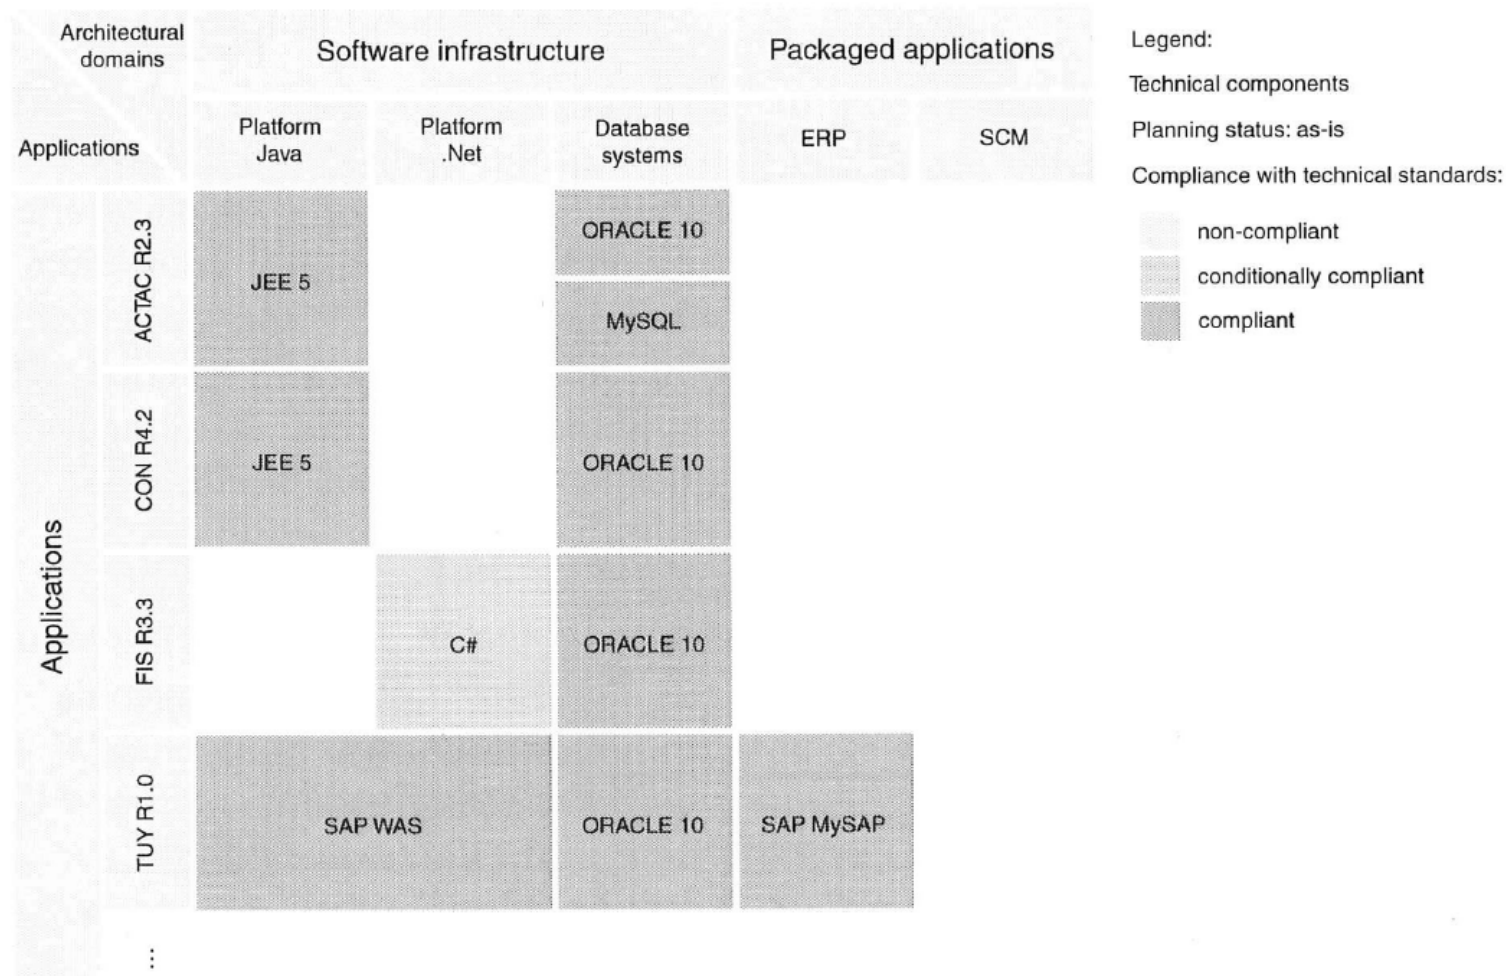 Architectural
domains
Applications
Software infrastructure
Packaged applications
Platform
Java
Platform
.Net
Database
systems
ERP
SCM
Applications
ACTAC R2.3
JEE 5
ORACLE 10
MySQL
CON R4.2
JEE 5
ORACLE 10
FIS R3.3
C#
ORACLE 10
TUY R1.0
SAP WAS
ORACLE 10
SAP MySAP
...
Legend:
Technical components
Planning status: as-is
Compliance with technical standards:
non-compliant
conditionally compliant
compliant